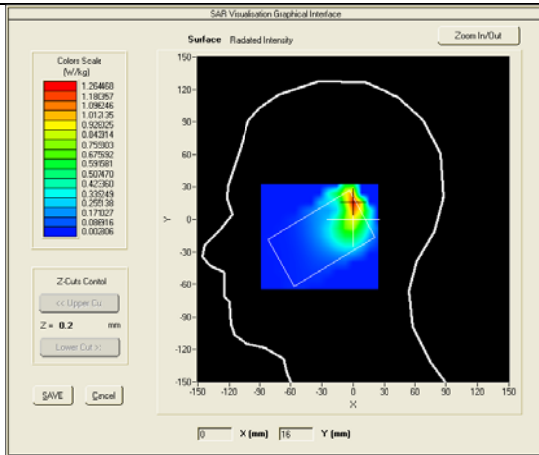 SAR Visualisation Graphical Interface
Surface Radiated Intensity
Zoom In/Out
Colors Scale
(W/kg)
1.264468
1.180357
1.096246
1.012135
0.928025
0.843914
0.759803
0.675692
0.591581
0.507470
0.423360
0.339249
0.255138
0.171027
0.086916
0.002806
Z-Cuts Control
<< Upper Cu
Z = 0.2 mm
Lower Cut >:
SAVE
Cancel
150
120
90
60
30
0
-30
-60
-90
-120
-150
Y
-150 -120 -90 -60 -30 0 30 60 90 120 150
X
0 X (mm) 16 Y (mm)